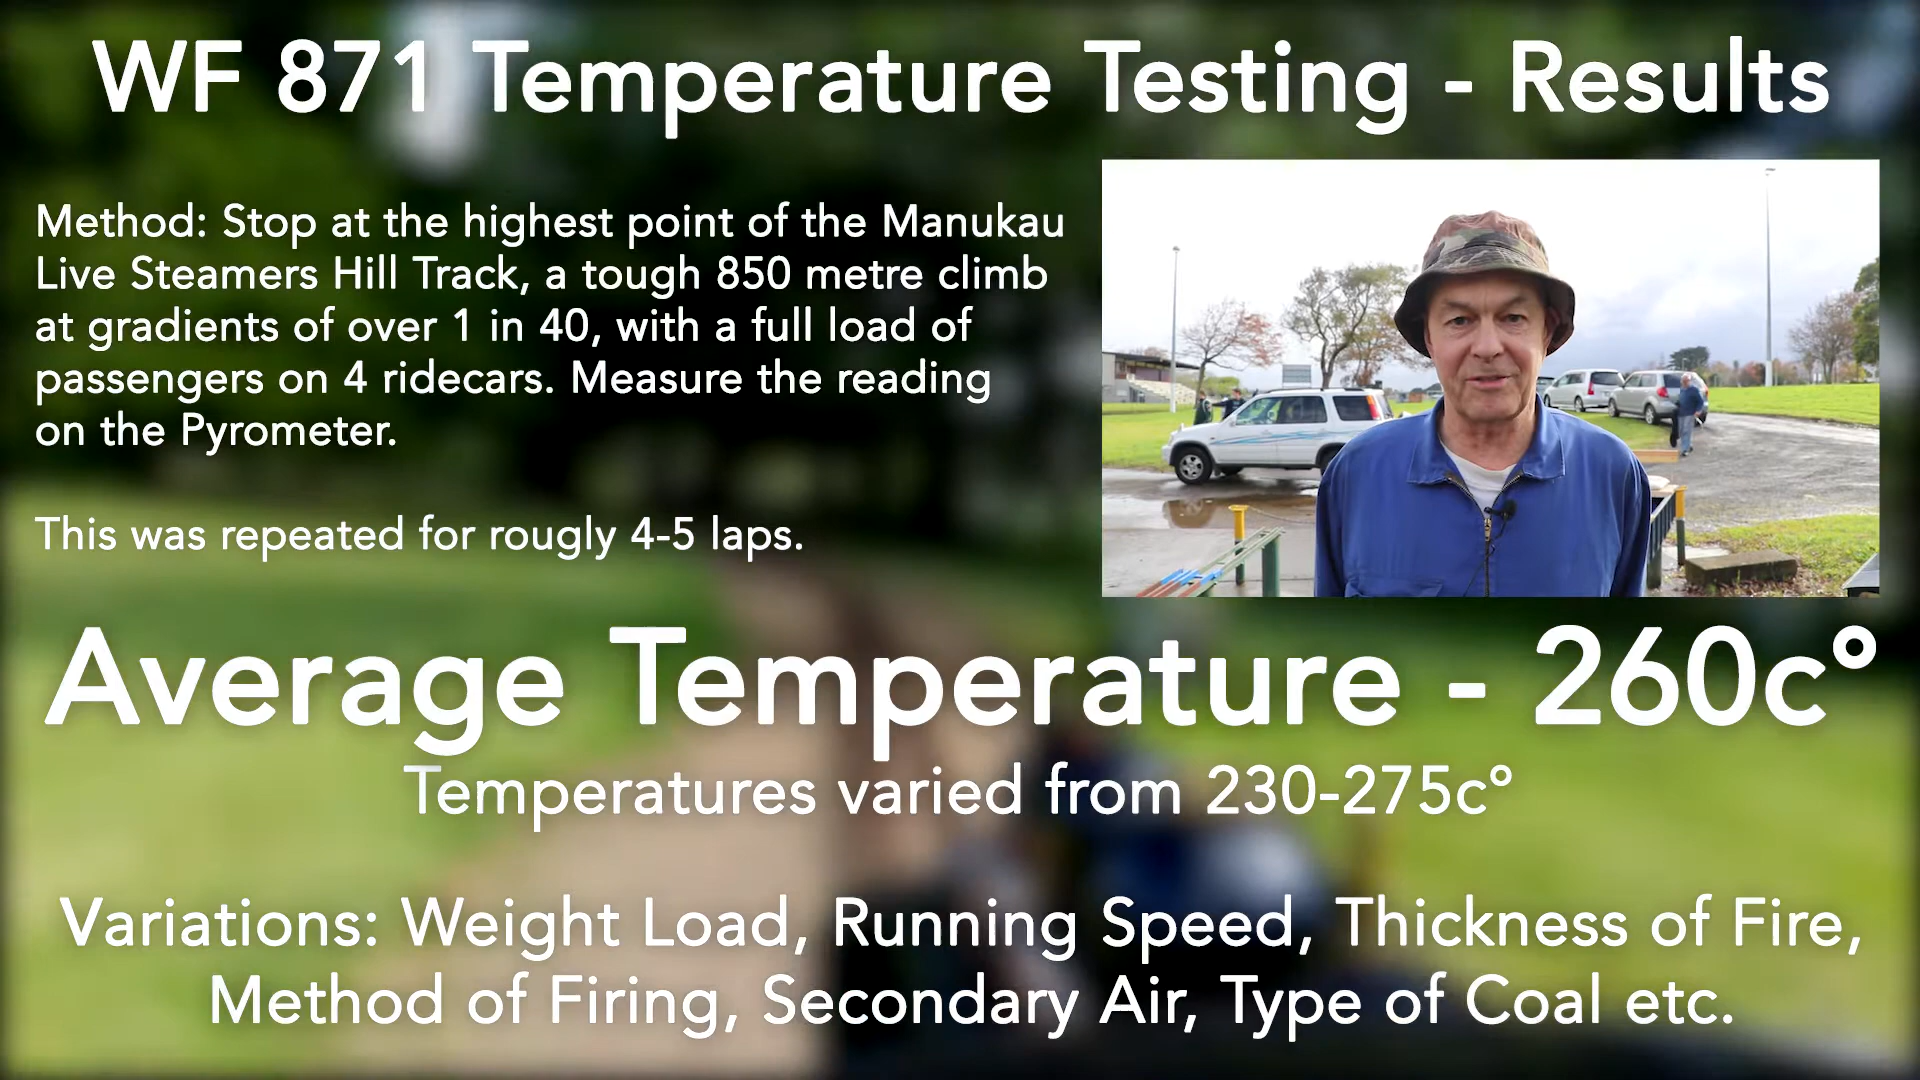 WF 871 Temperature Testing - Results
Method: Stop at the highest point of the Manukau
Live Steamers Hill Track, a tough 850 metre climb
at gradients of over 1 in 40, with a full load of
passengers on 4 ridecars. Measure the reading
on the Pyrometer.
This was repeated for rougly 4-5 laps.
Average Temperature - 260c°
Temperatures varied from 230-275c°
Variations: Weight Load, Running Speed, Thickness of Fire,
Method of Firing, Secondary Air, Type of Coal etc.